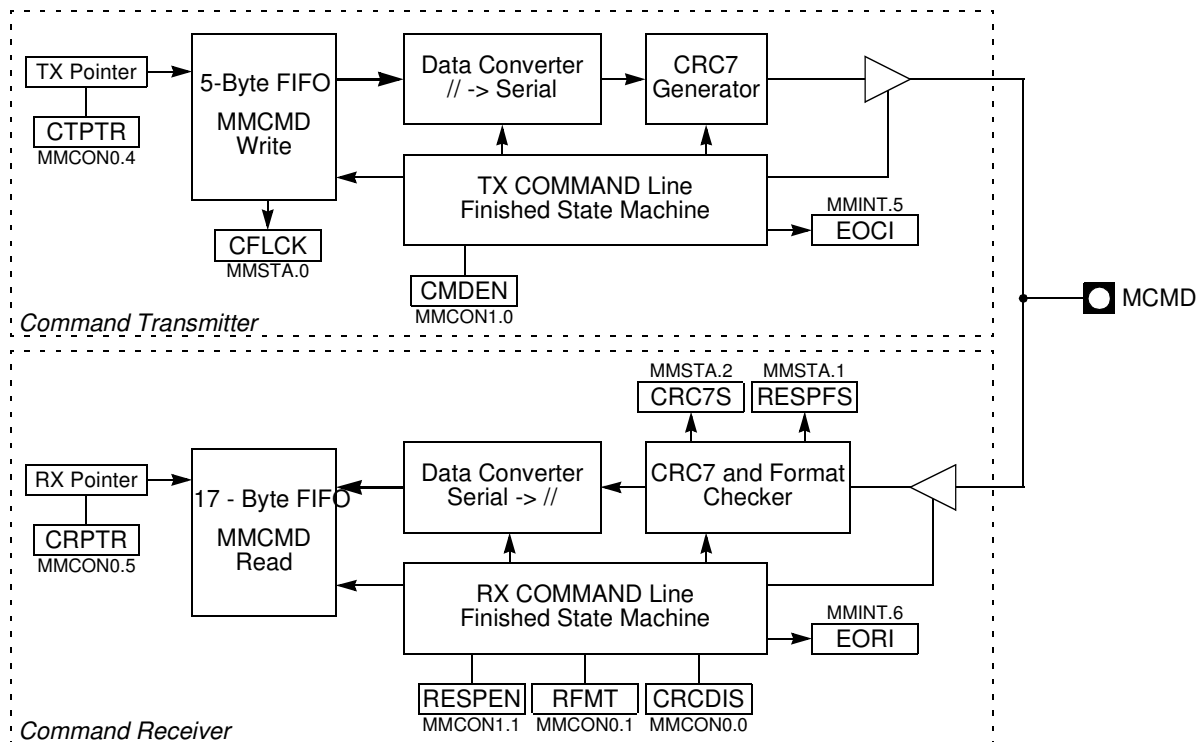 TX Pointer
CTPTR
MMCON0.4
5-Byte FIFO
MMCMD
Write
CFLCK
MMSTA.0
Data Converter
// -> Serial
CRC7
Generator
TX COMMAND Line
Finished State Machine
MMINT.5
EOCI
CMDEN
MMCON1.0
Command Transmitter
MCMD
MMSTA.2
CRC7S
MMSTA.1
RESPFS
RX Pointer
CRPTR
MMCON0.5
17 - Byte FIFO
MMCMD
Read
Data Converter
Serial -> //
CRC7 and Format
Checker
RX COMMAND Line
Finished State Machine
MMINT.6
EORI
RESPEN
MMCON1.1
RFMT
MMCON0.1
CRCDIS
MMCON0.0
Command Receiver